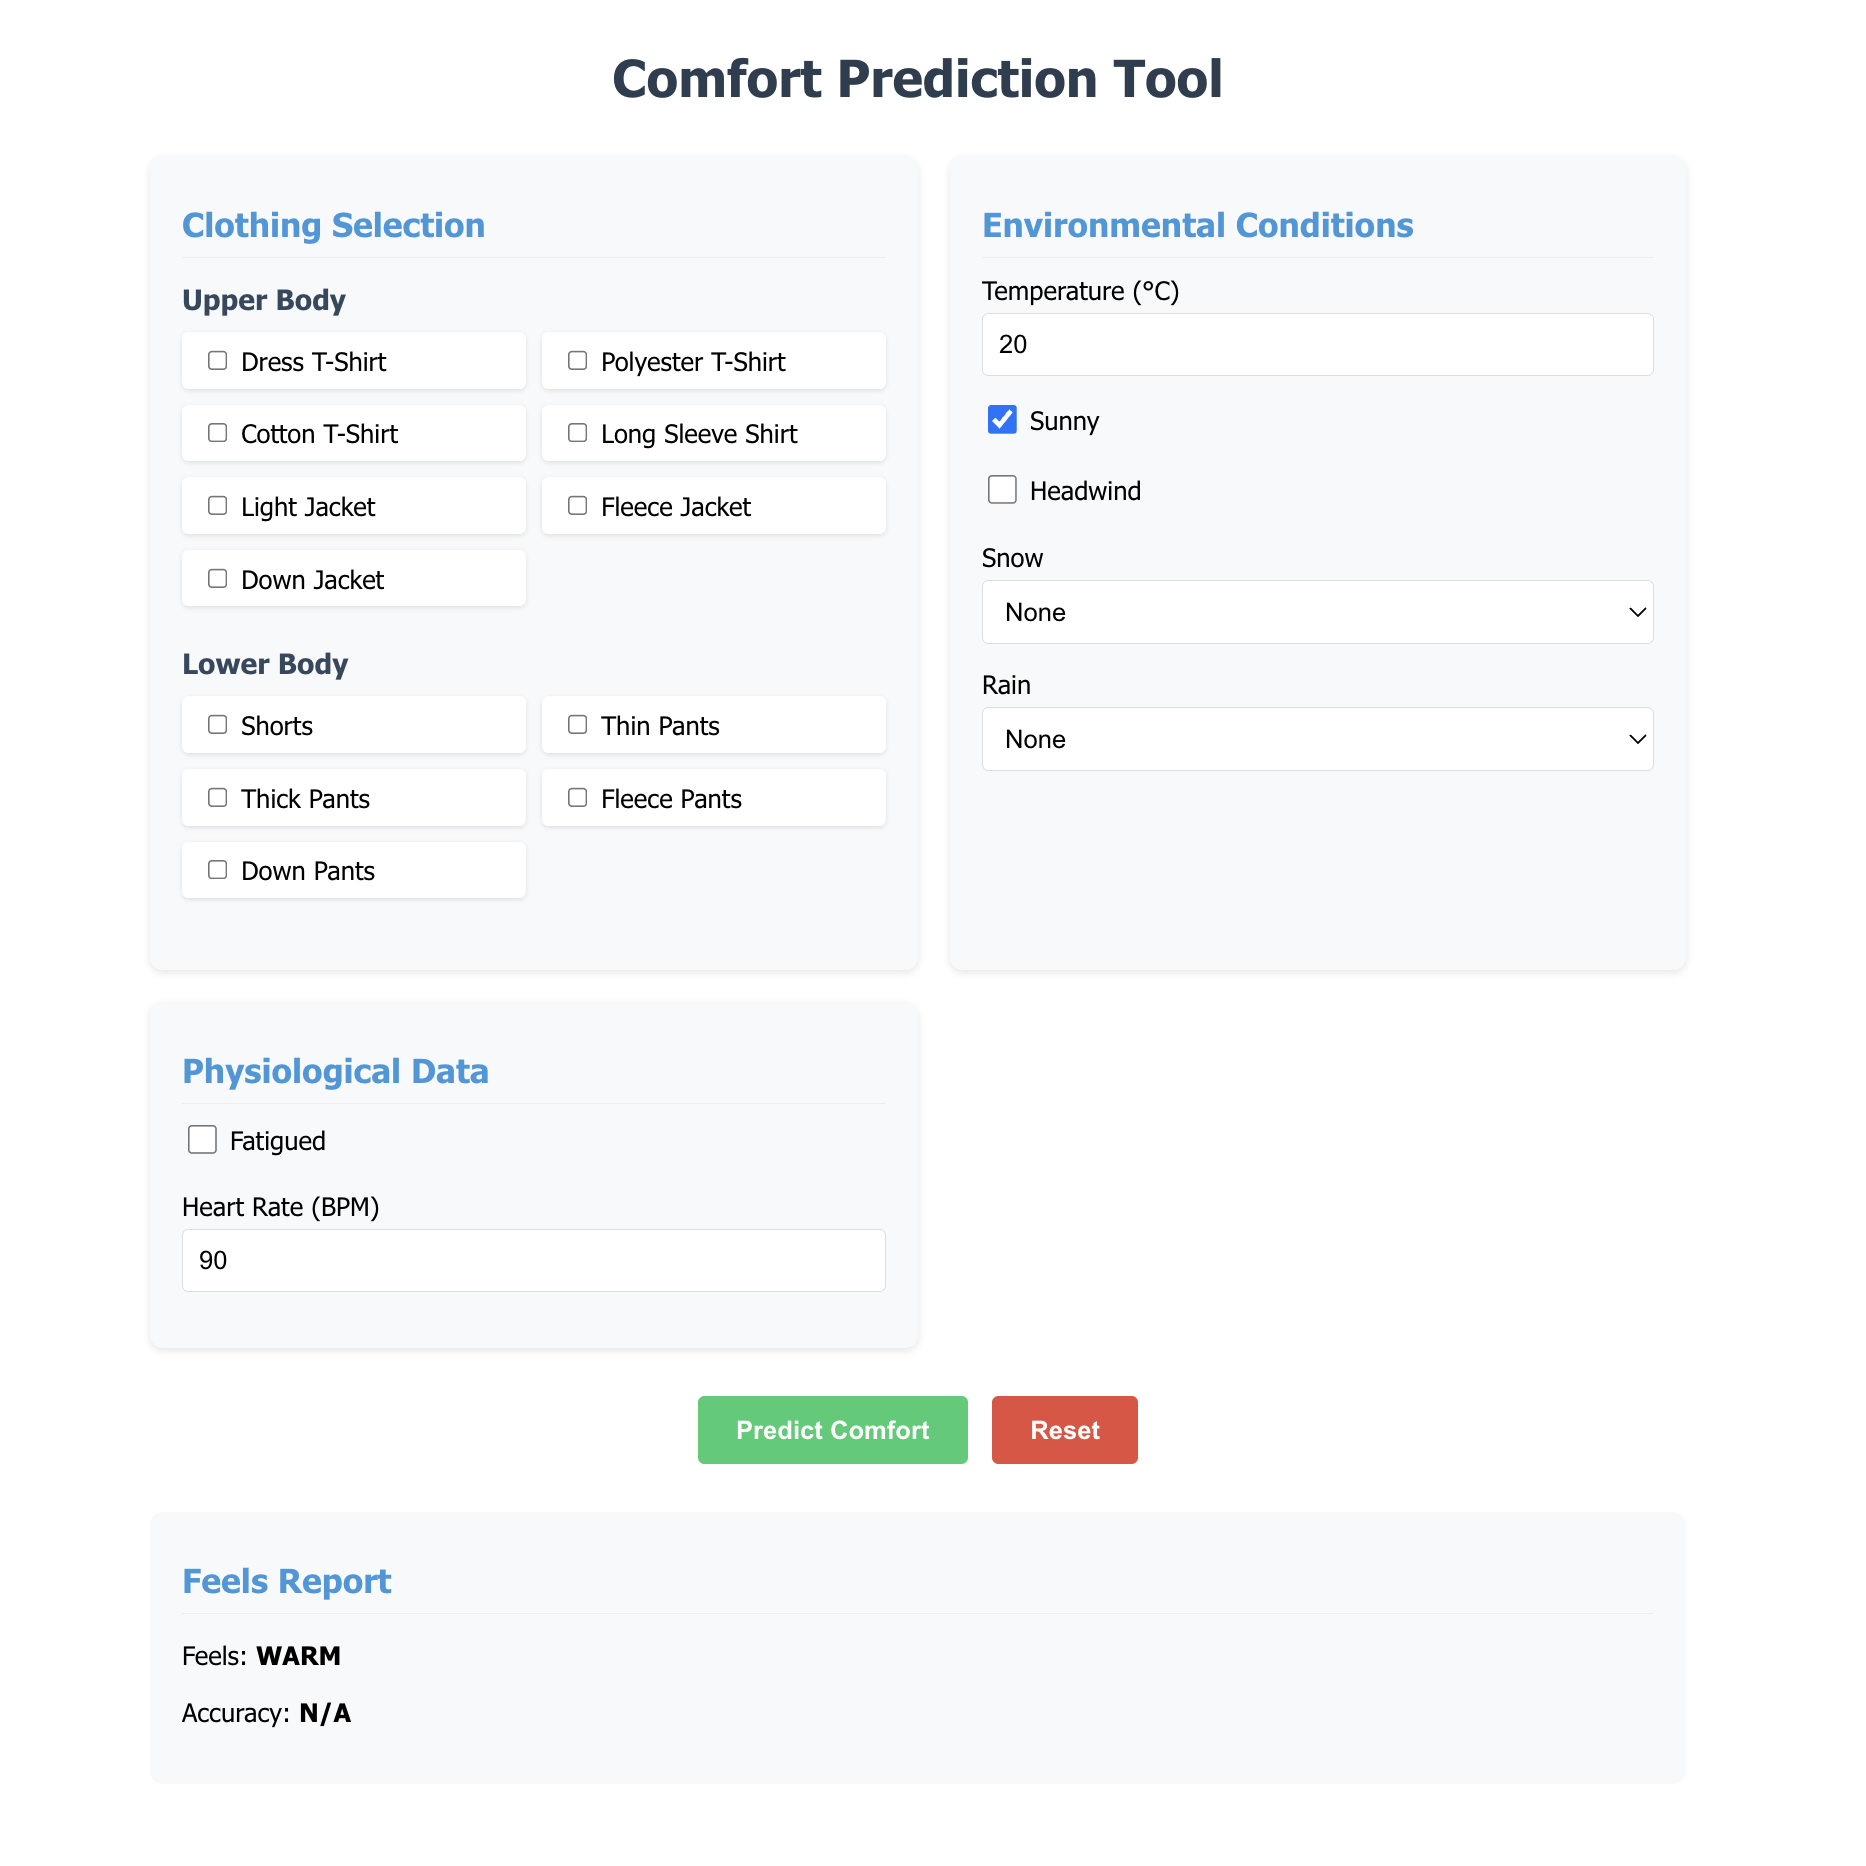 Comfort Prediction Tool
Clothing Selection
Upper Body
Dress T-Shirt
Polyester T-Shirt
Cotton T-Shirt
Long Sleeve Shirt
Light Jacket
Fleece Jacket
Down Jacket
Lower Body
Shorts
Thin Pants
Thick Pants
Fleece Pants
Down Pants
Environmental Conditions
Temperature (°C)
20
Sunny
Headwind
Snow
None
Rain
None
Physiological Data
Fatigued
Heart Rate (BPM)
90
Predict Comfort
Reset
Feels Report
Feels: WARM
Accuracy: N/A